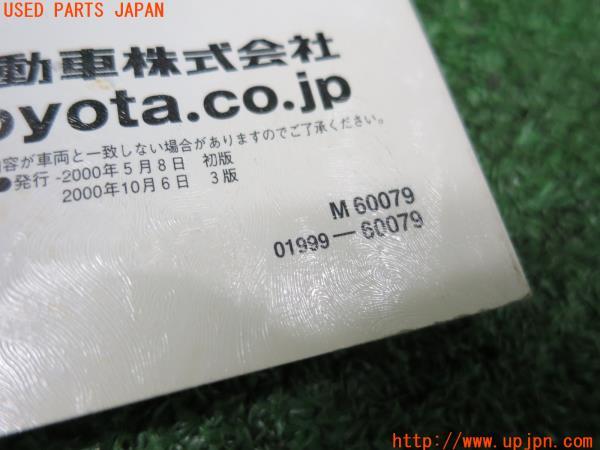 USED PARTS JAPAN
動車株式会社
oyota.co.jp
内容が車両と一致しない場合がありますのでご了承ください。
●発行-2000年5月8日 初版
2000年10月6日 3版
M 60079
01999―60079
http://www.upjpn.com/